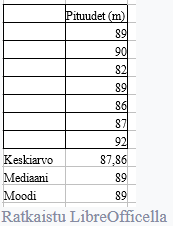 Pituudet (m)
89
90
82
89
86
87
92
Keskiarvo 87,86
Mediaani 89
Moodi 89
Ratkaistu LibreOfficella